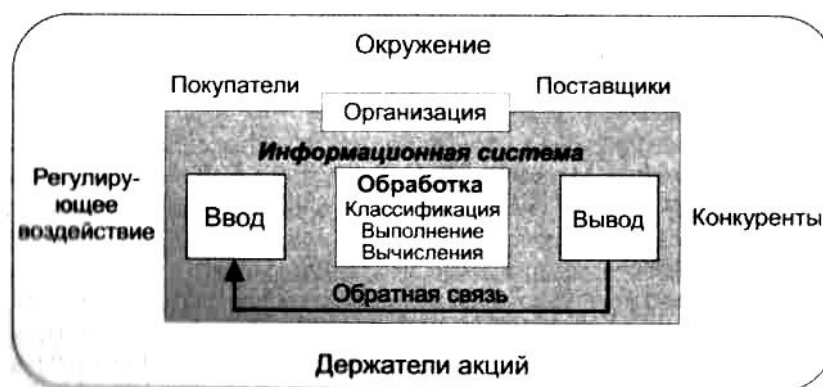 Окружение
Покупатели
Поставщики
Организация
Информационная система
Регулиру-
ющее
воздействие
Ввод
Обработка
Классификация
Выполнение
Вычисления
Вывод
Конкуренты
Обратная связь
Держатели акций